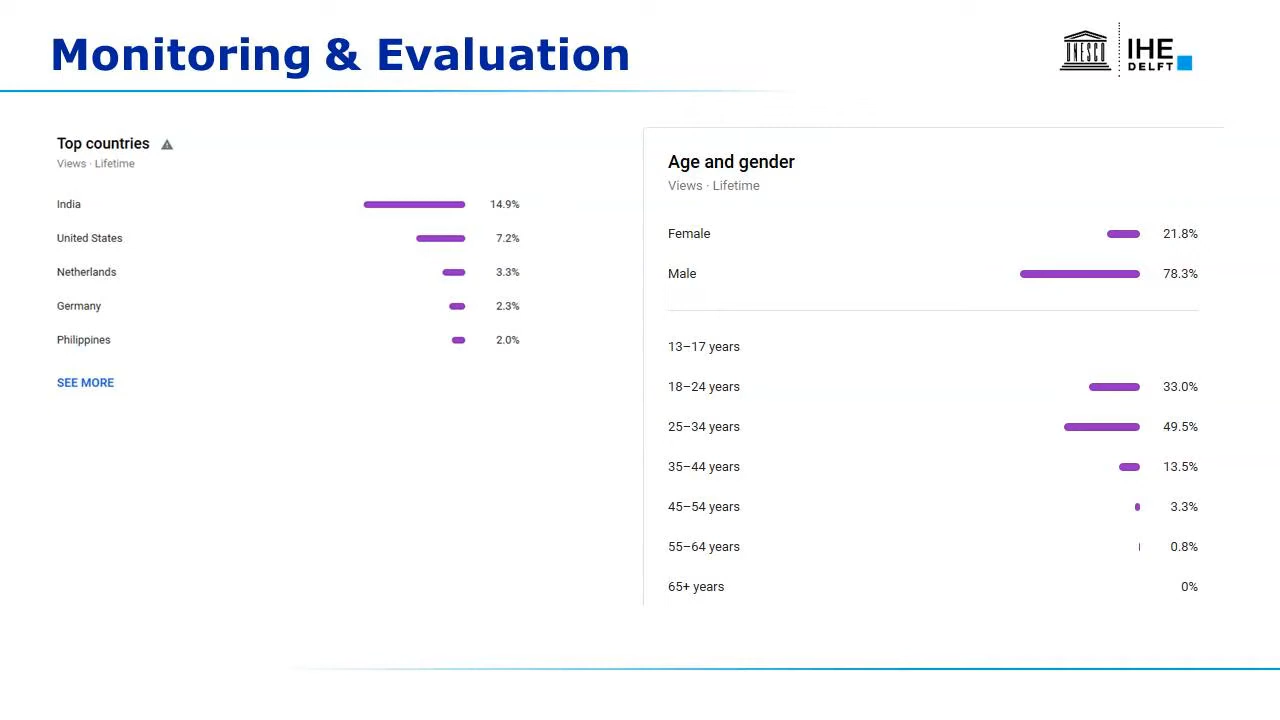 Monitoring & Evaluation
UNESCO
IHE
DELFT
Top countries
Views · Lifetime
India 14.9%
United States 7.2%
Netherlands 3.3%
Germany 2.3%
Philippines 2.0%
SEE MORE
Age and gender
Views · Lifetime
Female 21.8%
Male 78.3%
13–17 years
18–24 years 33.0%
25–34 years 49.5%
35–44 years 13.5%
45–54 years 3.3%
55–64 years 0.8%
65+ years 0%